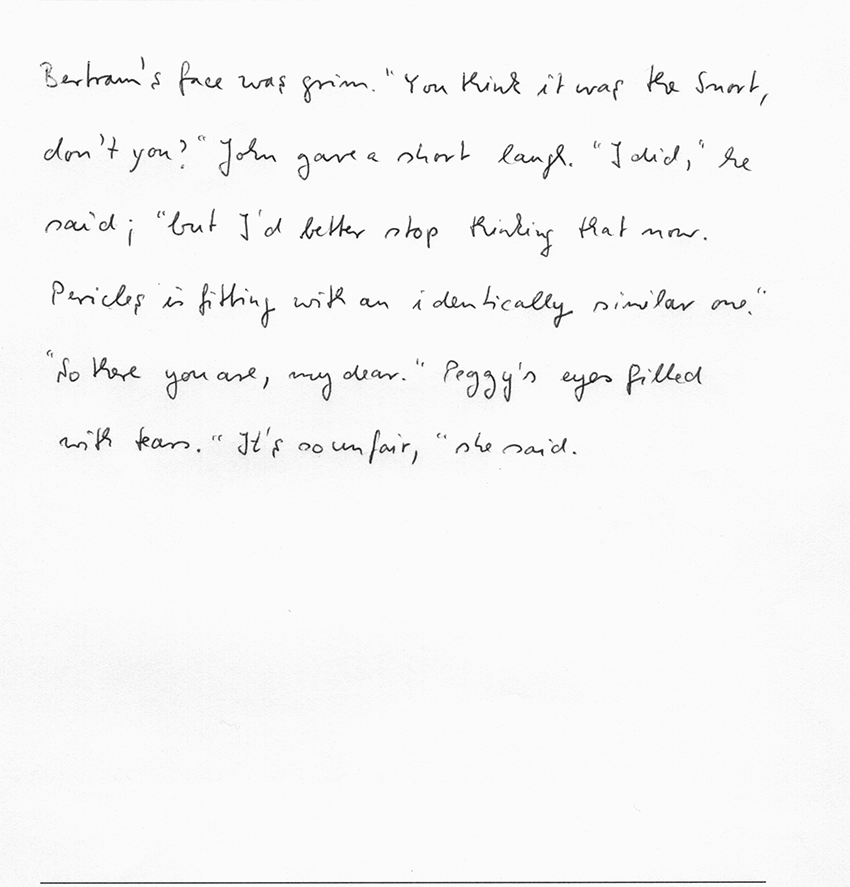 Bertram's face was grim. "You think it was the Snort,
don't you?" John gave a short laugh. "I did," he
said; "but I'd better stop thinking that now.
Pericles is fitting with an identically similar one."
"So there you are, my dear." Peggy's eyes filled
with tears. "It's so unfair," she said.